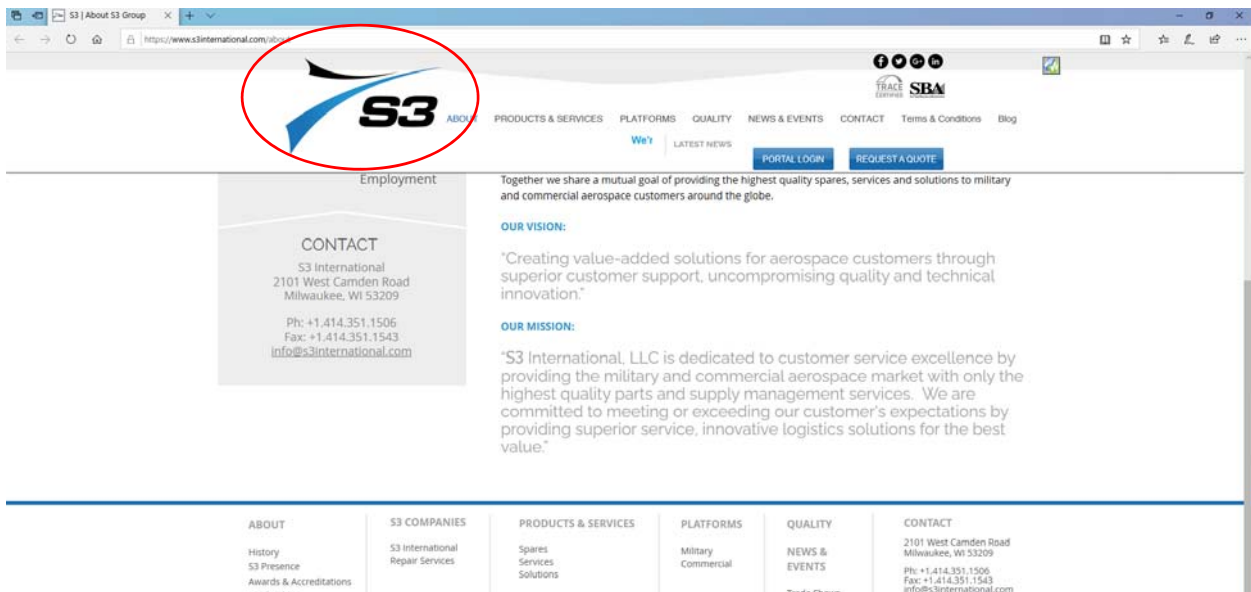 S3 | About S3 Group
https://www.s3international.com/abou
TRACE
CERTIFIED
SBA
S3
ABOUT PRODUCTS & SERVICES PLATFORMS QUALITY NEWS & EVENTS CONTACT Terms & Conditions Blog
We'r LATEST NEWS
PORTAL LOGIN REQUEST A QUOTE
Employment
CONTACT
S3 International
2101 West Camden Road
Milwaukee, WI 53209
Ph: +1.414.351.1506
Fax: +1.414.351.1543
info@s3international.com
Together we share a mutual goal of providing the highest quality spares, services and solutions to military
and commercial aerospace customers around the globe.
OUR VISION:
"Creating value-added solutions for aerospace customers through
superior customer support, uncompromising quality and technical
innovation."
OUR MISSION:
"S3 International, LLC is dedicated to customer service excellence by
providing the military and commercial aerospace market with only the
highest quality parts and supply management services. We are
committed to meeting or exceeding our customer's expectations by
providing superior service, innovative logistics solutions for the best
value."
ABOUT
History
S3 Presence
Awards & Accreditations
S3 COMPANIES
S3 International
Repair Services
PRODUCTS & SERVICES
Spares
Services
Solutions
PLATFORMS
Military
Commercial
QUALITY
NEWS &
EVENTS
Trade Shows
CONTACT
2101 West Camden Road
Milwaukee, WI 53209
Ph: +1.414.351.1506
Fax: +1.414.351.1543
info@s3international.com